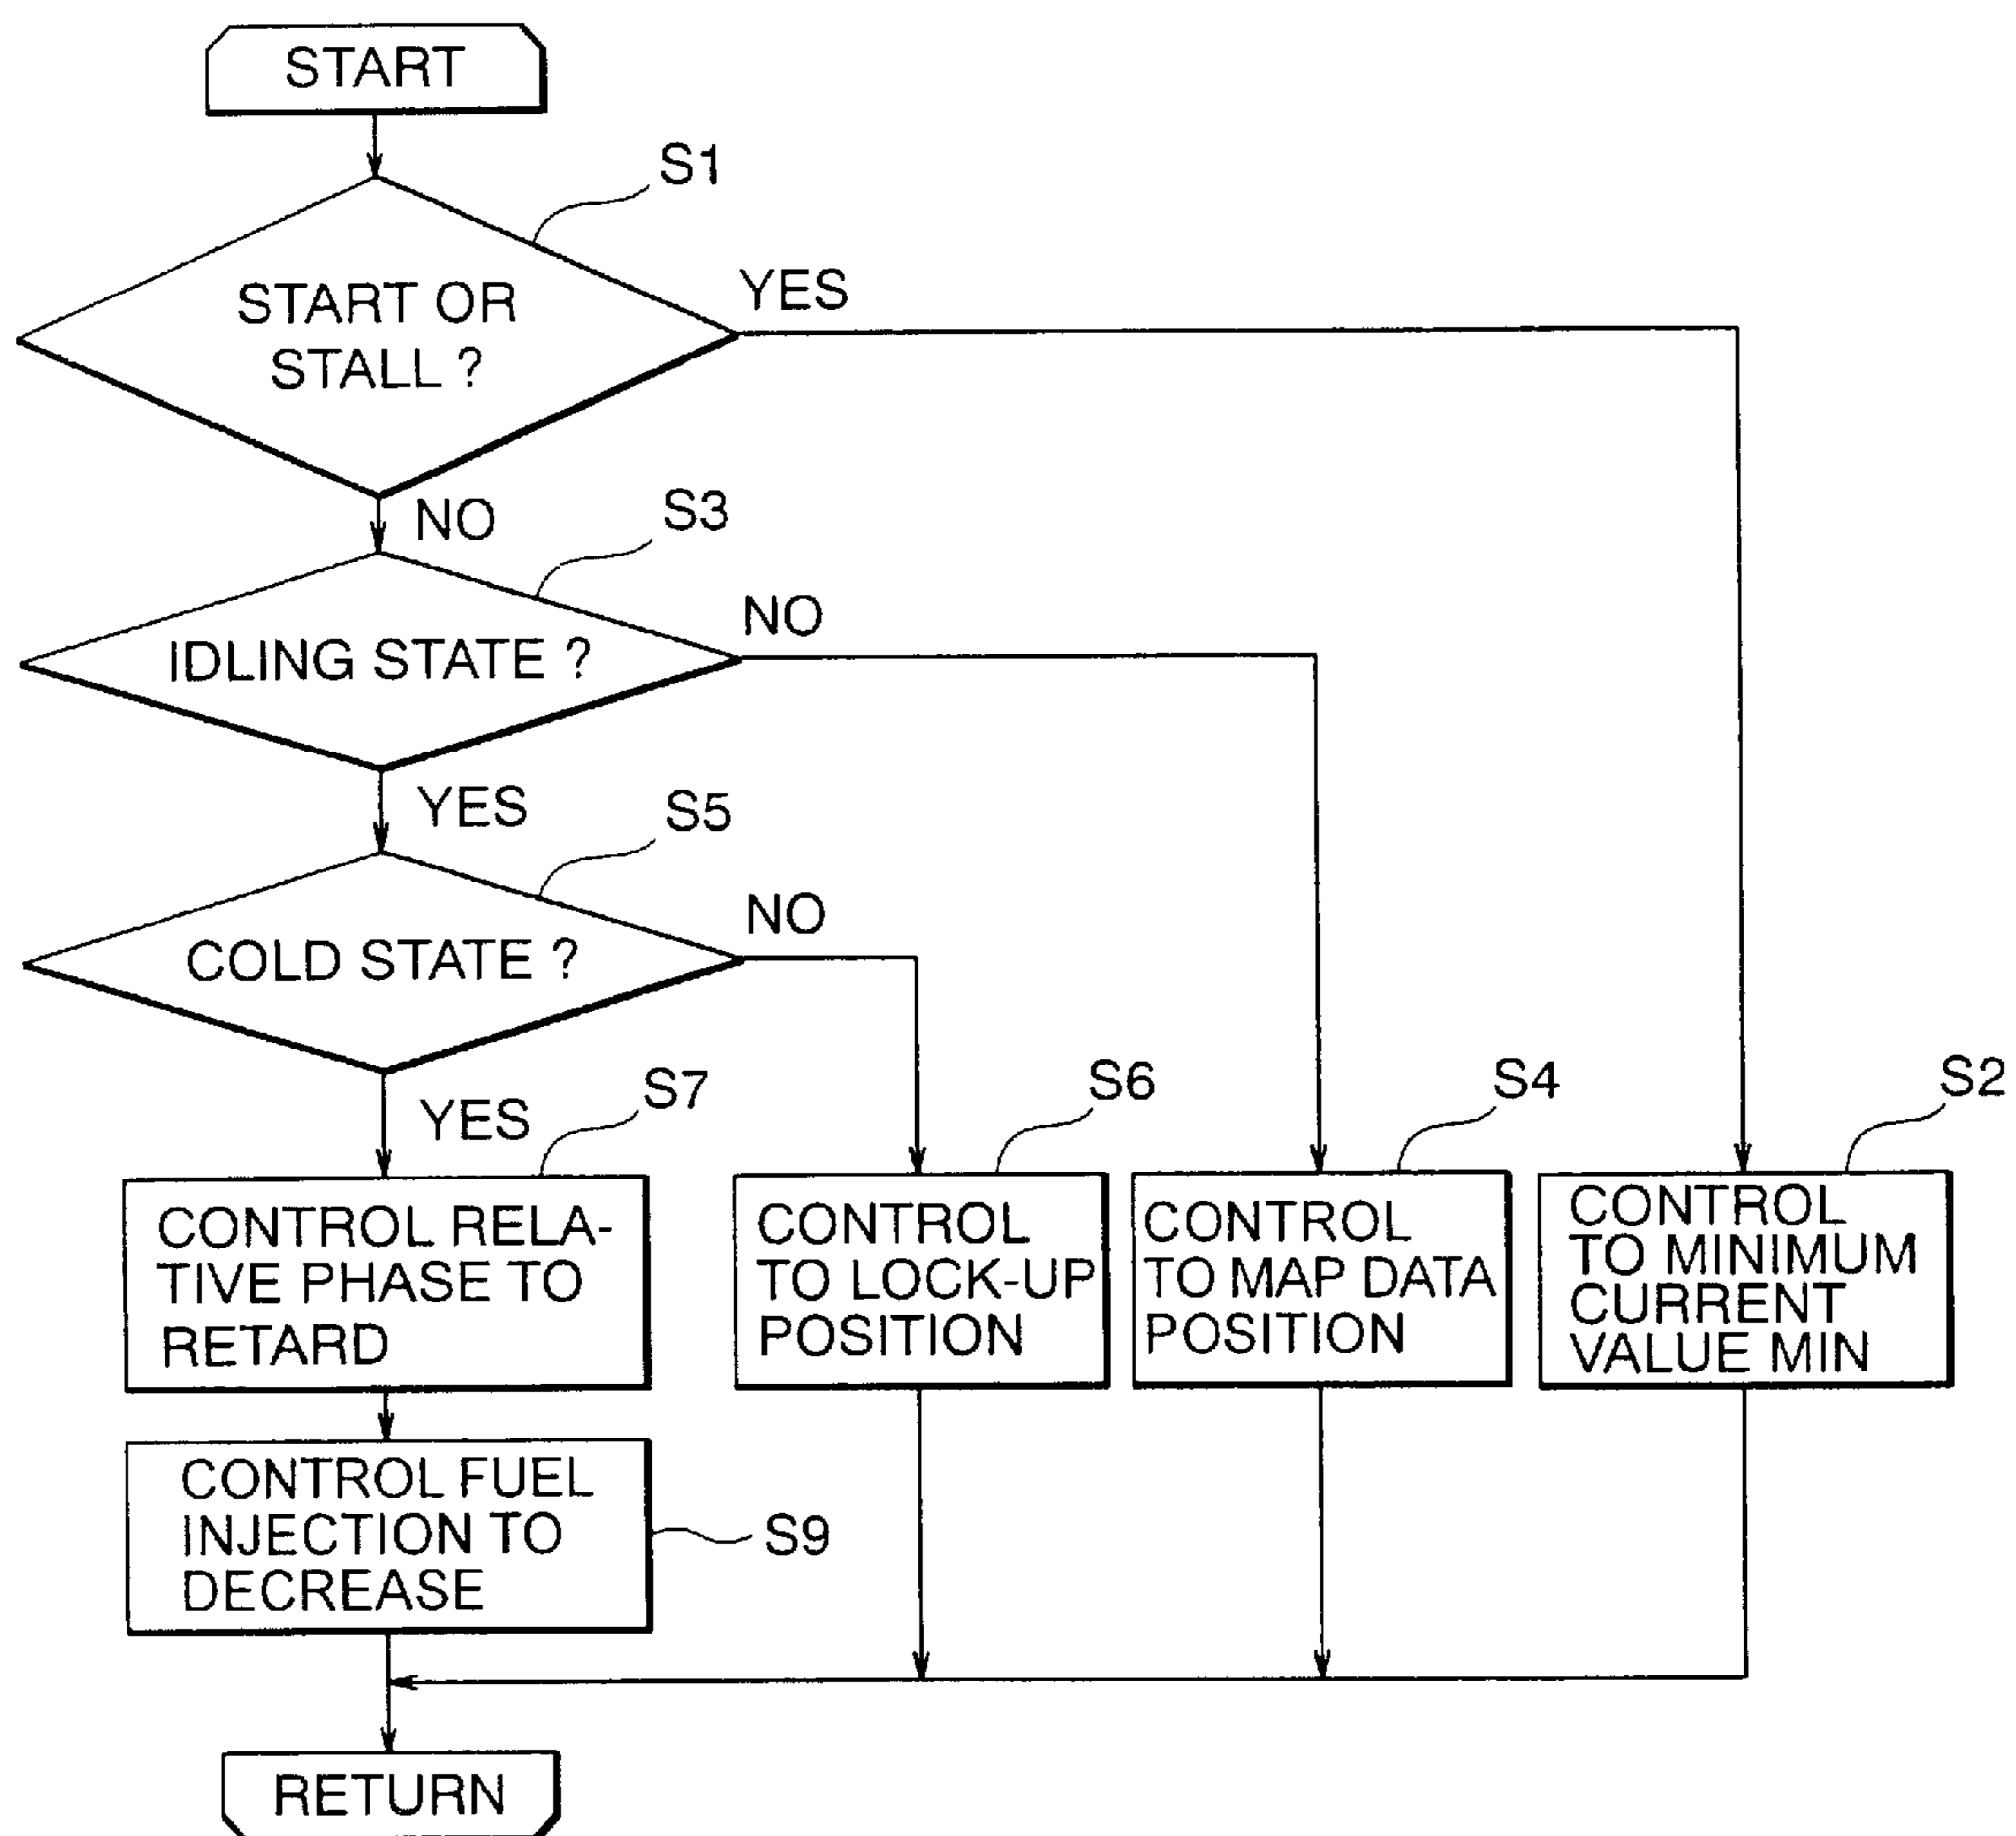 START
S1
START OR
STALL ?
YES
NO
S3
IDLING STATE ?
NO
YES
S5
COLD STATE ?
NO
YES
S7
S6
S4
S2
CONTROL RELA-
TIVE PHASE TO
RETARD
CONTROL
TO LOCK-UP
POSITION
CONTROL
TO MAP DATA
POSITION
CONTROL
TO MINIMUM
CURRENT
VALUE MIN
CONTROL FUEL
INJECTION TO
DECREASE
S9
RETURN